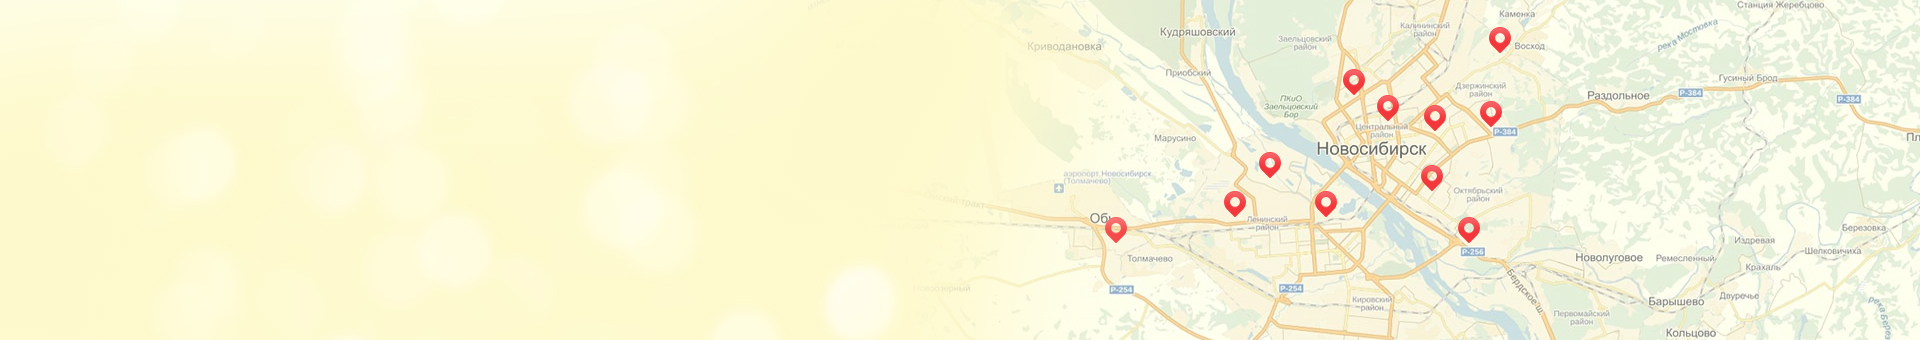 Станция Жеребцово
Каменка
Калининский
район
река Мостовка
Кудряшовский
Заельцовский
район
Восход
Криводановка
Приобский
Гусиный Брод
Дзержинский
район
Р-384
Раздольное
Р-384
ПКиО
Заельцовский
Бор
Центральный
район
Р-384
Марусино
Пл
Новосибирск
аэропорт Новосибирск
(Толмачево)
Октябрьский
район
тракт
Обь
Ленинский
район
Березовка
Издревая
Р-256
Шелковичиха
Толмачево
Новолуговое
Ремесленный
Крахаль
Р-254
Р-254
Бердское ш.
Кировский
район
Барышево
Двуречье
Первомайский
район
Кольцово